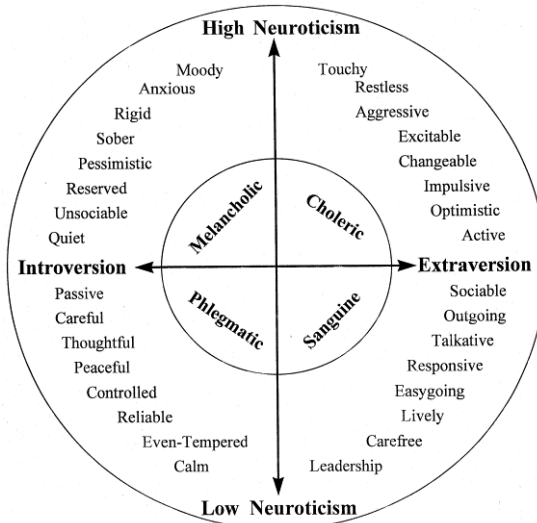 High Neuroticism
Moody
Anxious
Rigid
Sober
Pessimistic
Reserved
Unsociable
Quiet
Touchy
Restless
Aggressive
Excitable
Changeable
Impulsive
Optimistic
Active
Melancholic
Choleric
Introversion
Extraversion
Phlegmatic
Sanguine
Passive
Careful
Thoughtful
Peaceful
Controlled
Reliable
Even-Tempered
Calm
Sociable
Outgoing
Talkative
Responsive
Easygoing
Lively
Carefree
Leadership
Low Neuroticism